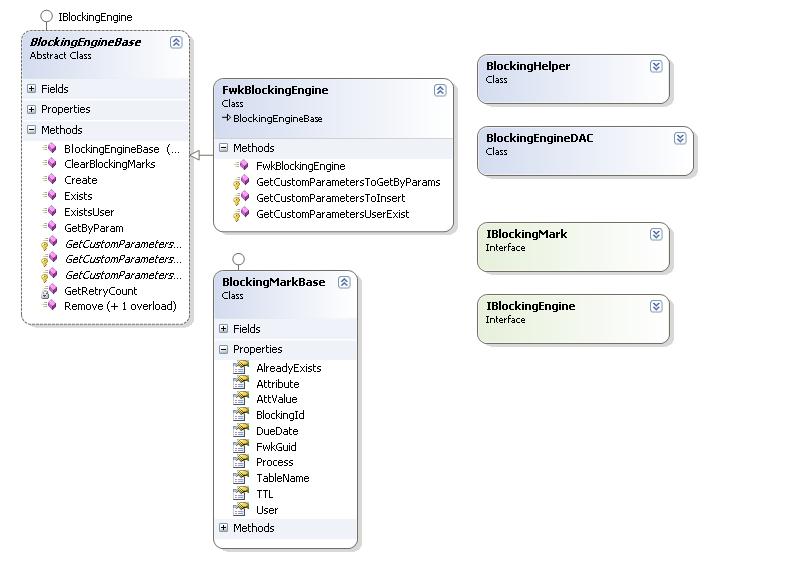 IBlockingEngine
BlockingEngineBase
Abstract Class
Fields
Properties
Methods
BlockingEngineBase (...
ClearBlockingMarks
Create
Exists
ExistsUser
GetByParam
GetCustomParameters...
GetCustomParameters...
GetCustomParameters...
GetRetryCount
Remove (+ 1 overload)
FwkBlockingEngine
Class
BlockingEngineBase
Methods
FwkBlockingEngine
GetCustomParametersToGetByParams
GetCustomParametersToInsert
GetCustomParametersUserExist
BlockingMarkBase
Class
Fields
Properties
AlreadyExists
Attribute
AttValue
BlockingId
DueDate
FwkGuid
Process
TableName
TTL
User
Methods
BlockingHelper
Class
BlockingEngineDAC
Class
IBlockingMark
Interface
IBlockingEngine
Interface